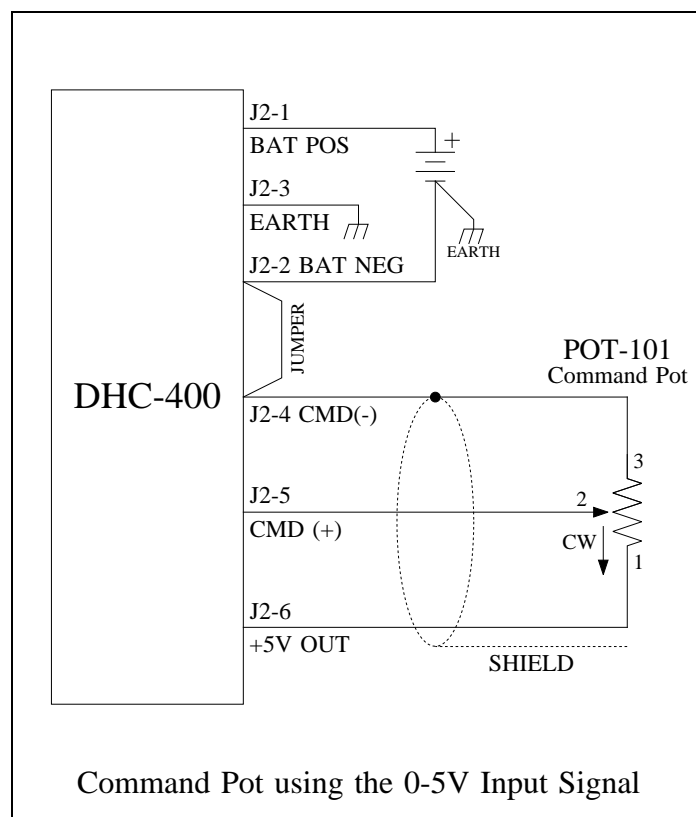 J2-1
BAT POS
+
J2-3
EARTH
EARTH
J2-2 BAT NEG
JUMPER
POT-101
Command Pot
DHC-400
J2-4 CMD(-)
3
J2-5
2
CMD (+)
CW
1
J2-6
+5V OUT
SHIELD
Command Pot using the 0-5V Input Signal